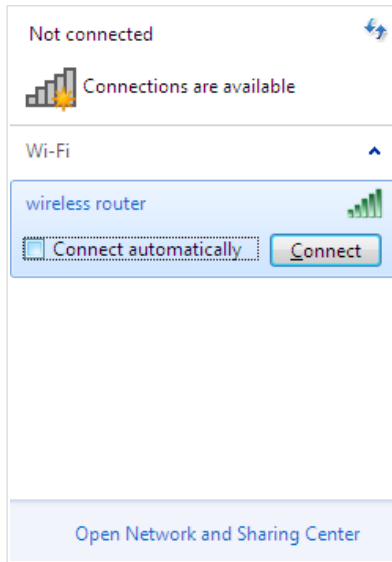 Not connected
Connections are available
Wi-Fi
wireless router
Connect automatically
Connect
Open Network and Sharing Center